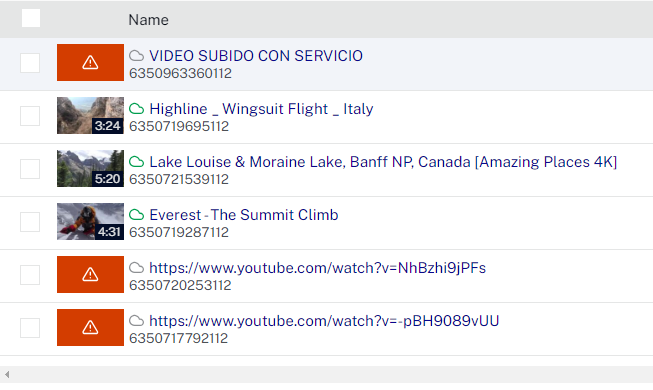 Name
VIDEO SUBIDO CON SERVICIO
6350963360112
Highline _ Wingsuit Flight _ Italy
3:24
6350719695112
Lake Louise & Moraine Lake, Banff NP, Canada [Amazing Places 4K]
5:20
6350721539112
Everest - The Summit Climb
4:31
6350719287112
https://www.youtube.com/watch?v=NhBzhi9jPFs
6350720253112
https://www.youtube.com/watch?v=-pBH9089vUU
6350717792112